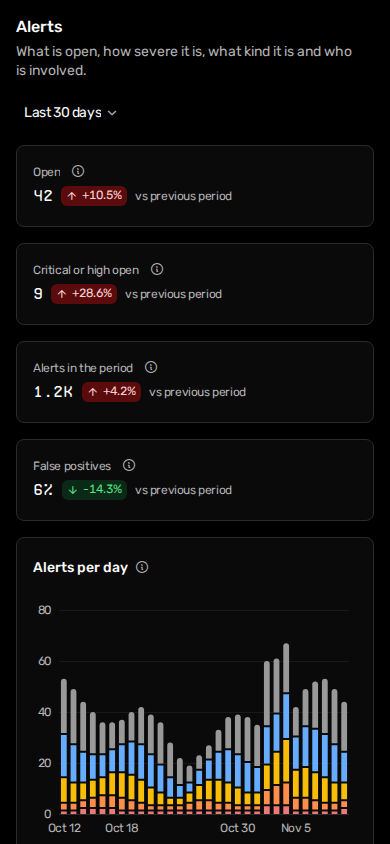 Alerts
What is open, how severe it is, what kind it is and who
is involved.
Last 30 days
Open
42 +10.5% vs previous period
Critical or high open
9 +28.6% vs previous period
Alerts in the period
1.2K +4.2% vs previous period
False positives
6% -14.3% vs previous period
Alerts per day
80
60
40
20
0
Oct 12 Oct 18 Oct 30 Nov 5